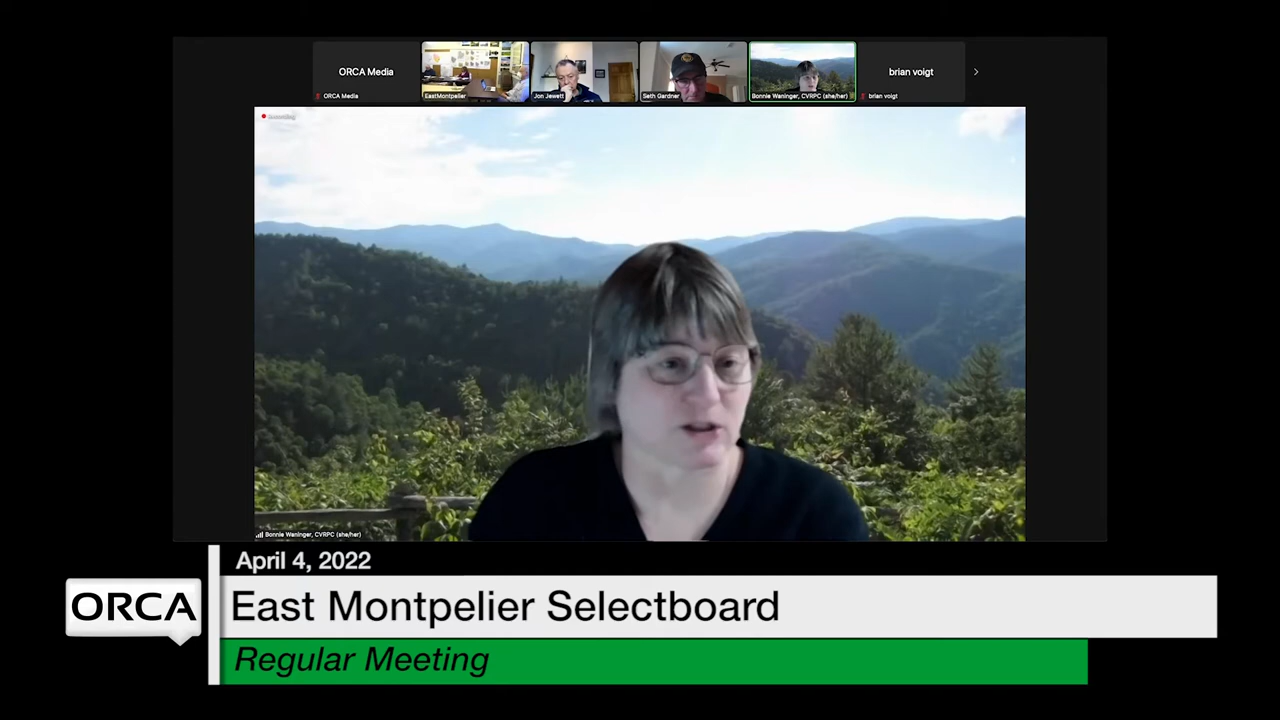 ORCA Media
brian voigt
ORCA Media
EastMontpelier
Jon Jewett
Seth Gardner
Bonnie Waninger, CVRPC (she/her)
brian voigt
Recording
Bonnie Waninger, CVRPC (she/her)
April 4, 2022
ORCA
East Montpelier Selectboard
Regular Meeting